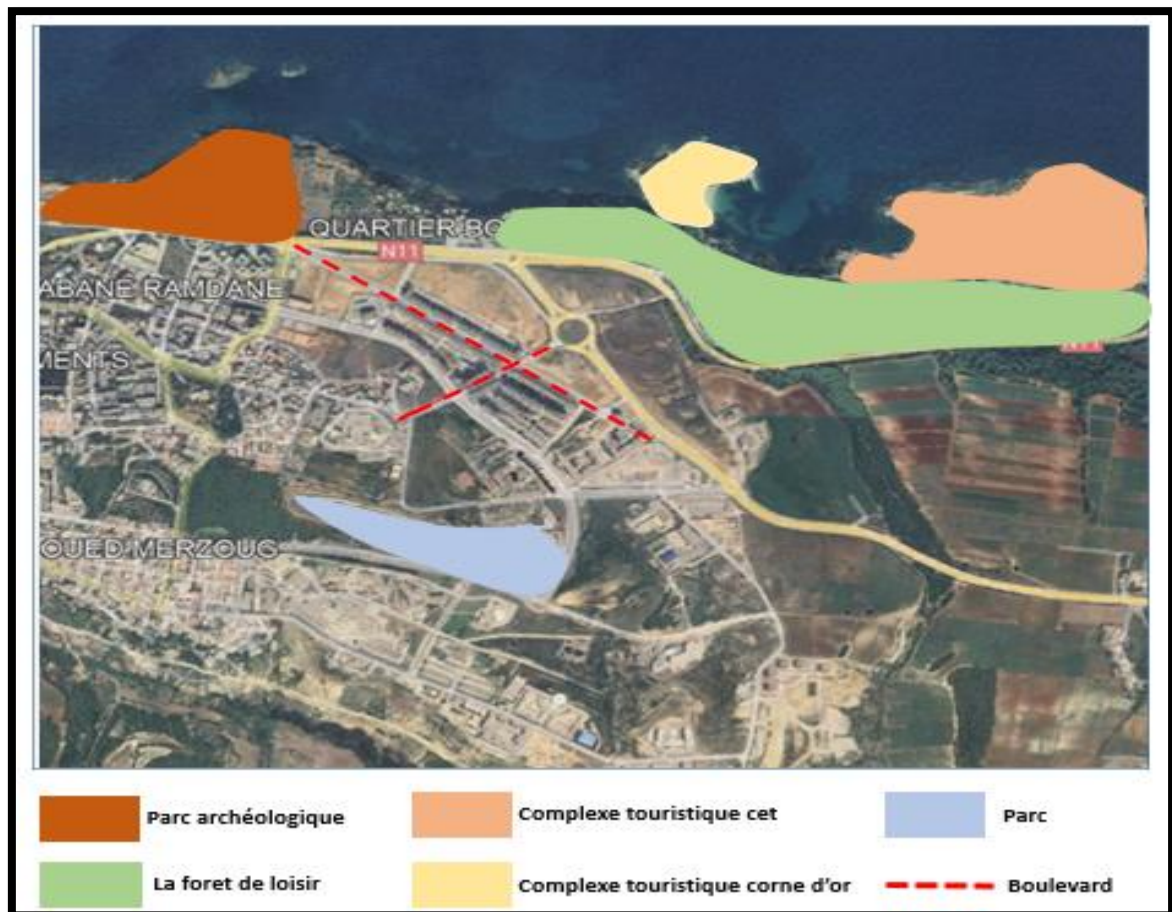 QUARTIER BO
N11
ABANE RAMDANE
MENTS
N11
OUED MERZOUG
Parc archéologique
Complexe touristique cet
Parc
La foret de loisir
Complexe touristique corne d'or
Boulevard